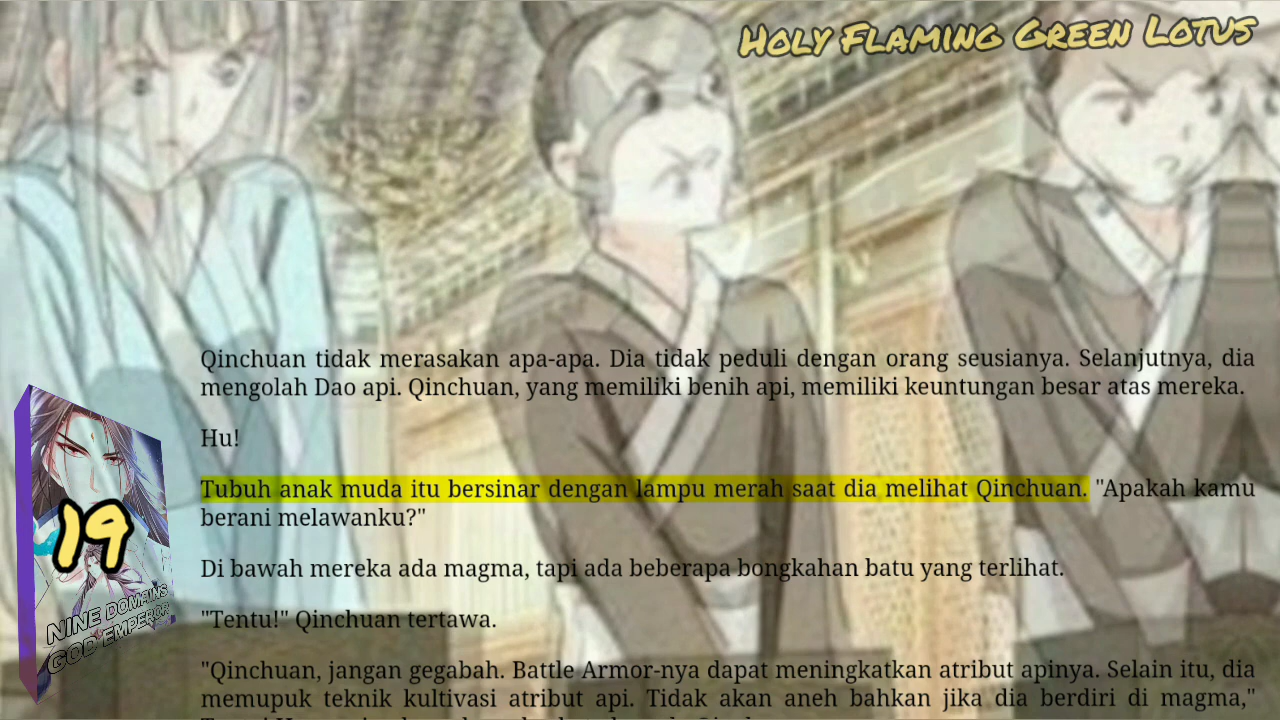 Holy Flaming Green Lotus
Qinchuan tidak merasakan apa-apa. Dia tidak peduli dengan orang seusianya. Selanjutnya, dia
mengolah Dao api. Qinchuan, yang memiliki benih api, memiliki keuntungan besar atas mereka.
Hu!
Tubuh anak muda itu bersinar dengan lampu merah saat dia melihat Qinchuan. "Apakah kamu
berani melawanku?"
Di bawah mereka ada magma, tapi ada beberapa bongkahan batu yang terlihat.
"Tentu!" Qinchuan tertawa.
"Qinchuan, jangan gegabah. Battle Armor-nya dapat meningkatkan atribut apinya. Selain itu, dia
memupuk teknik kultivasi atribut api. Tidak akan aneh bahkan jika dia berdiri di magma,"
19
NINE DOMAINS
GOD EMPEROR